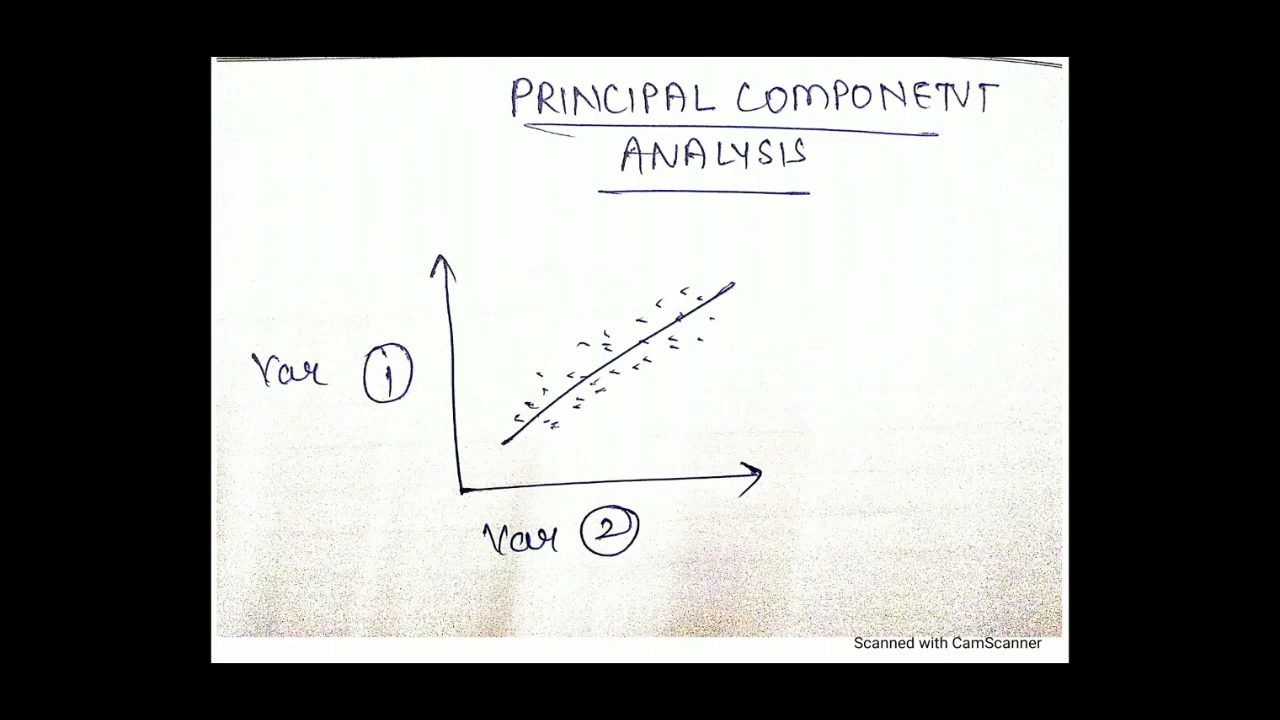 PRINCIPAL COMPONENT
ANALYSIS
Var 1
Var 2
Scanned with CamScanner